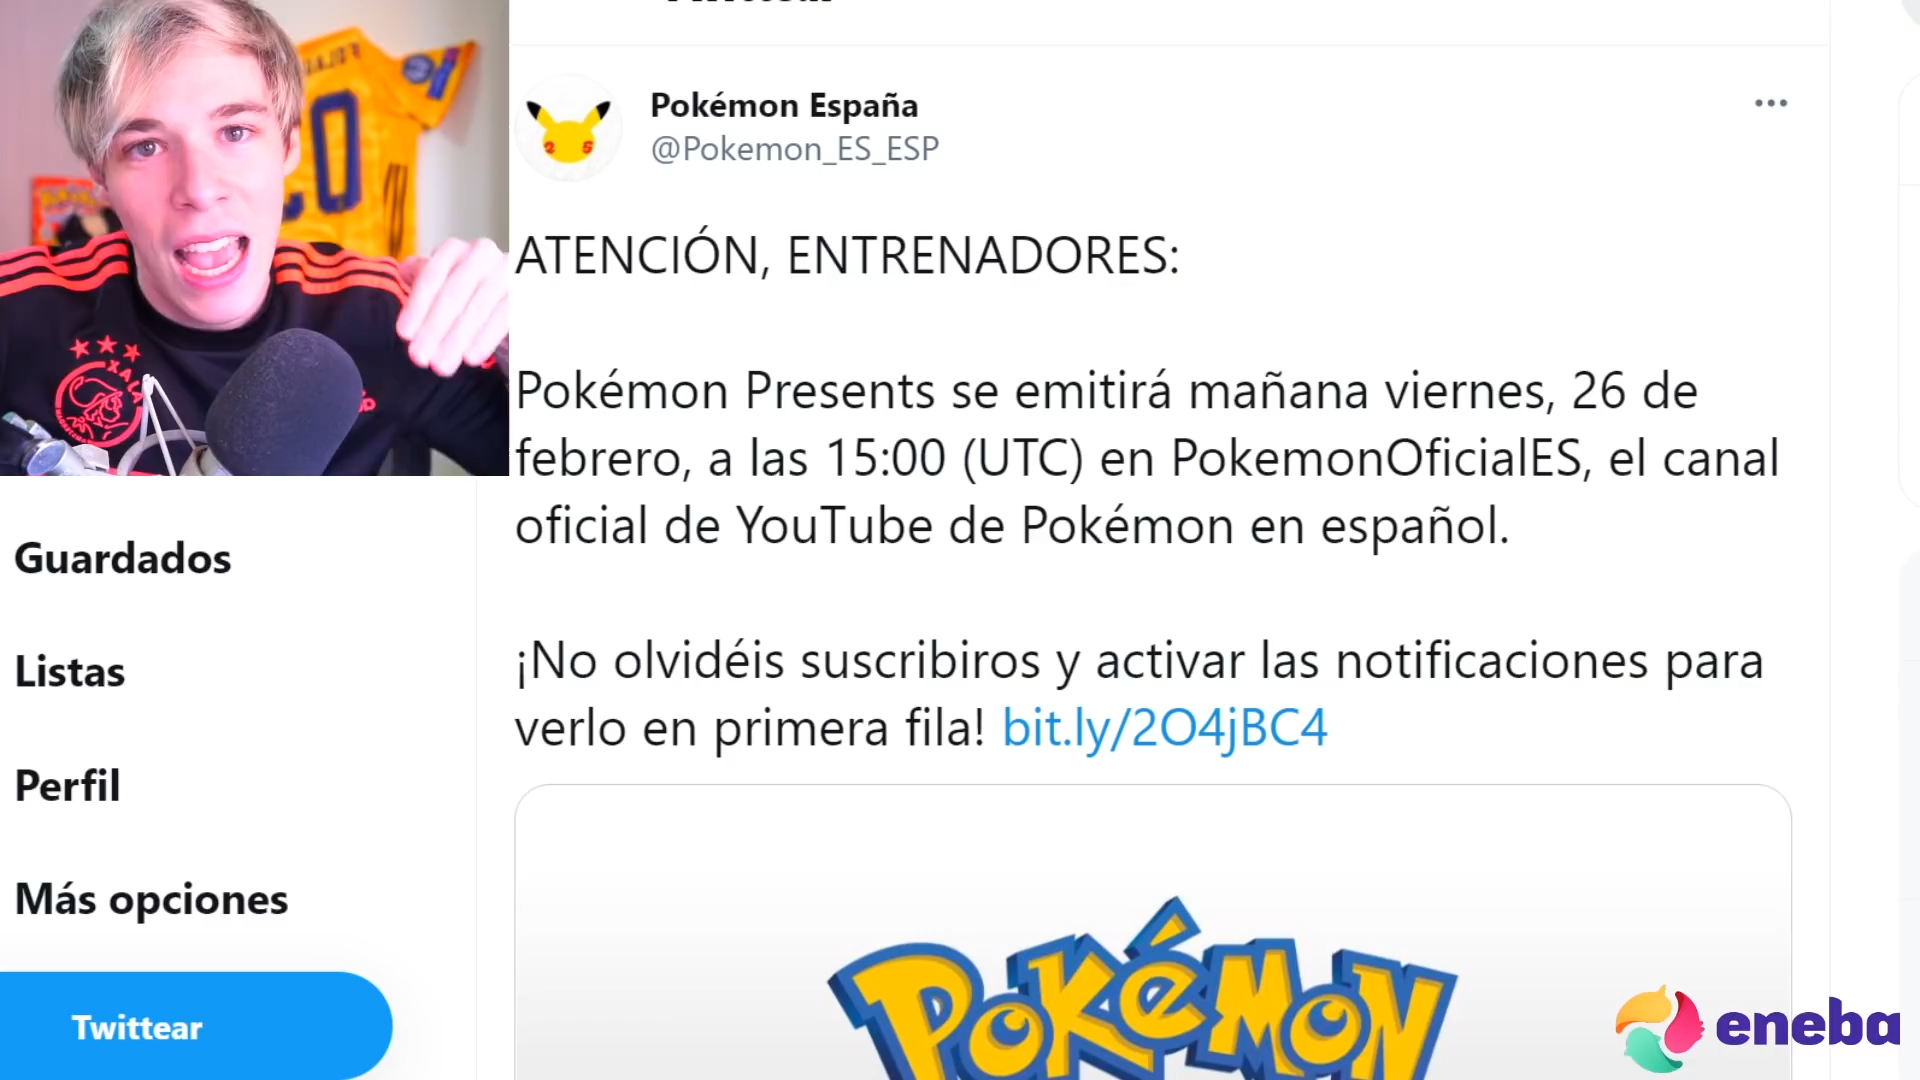 Pokémon España
@Pokemon_ES_ESP
ATENCIÓN, ENTRENADORES:
Pokémon Presents se emitirá mañana viernes, 26 de
febrero, a las 15:00 (UTC) en PokemonOficialES, el canal
oficial de YouTube de Pokémon en español.
¡No olvidéis suscribiros y activar las notificaciones para
verlo en primera fila! bit.ly/2O4jBC4
Guardados
Listas
Perfil
Más opciones
Twittear
POKéMON
eneba
20
25